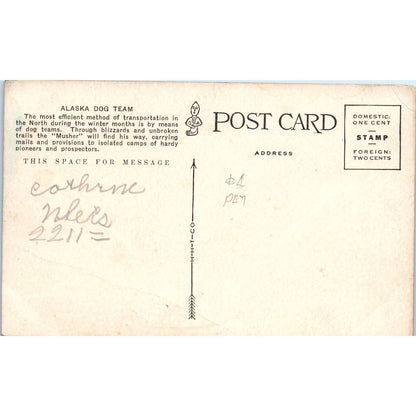 ALASKA DOG TEAM
The most efficient method of transportation in
the North during the winter months is by means
of dog teams. Through blizzards and unbroken
trails the "Musher" will find his way, carrying
mails and provisions to isolated camps of hardy
pioneers and prospectors.
THIS SPACE FOR MESSAGE
POST CARD
ADDRESS
DOMESTIC:
ONE CENT
STAMP
FOREIGN:
TWO CENTS
2211=
H-H-T-CO